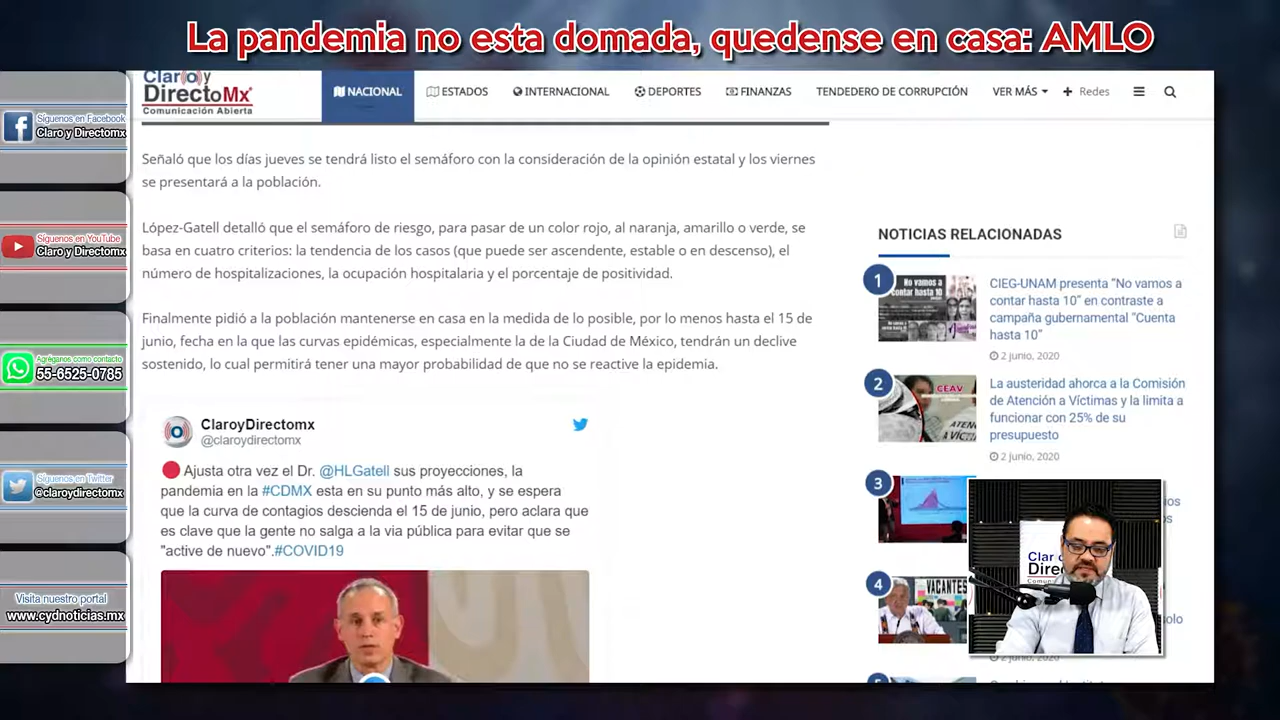 La pandemia no esta domada, quedense en casa: AMLO
Síguenos en Facebook
Claro y Directomx
Síguenos en YouTube
Claro y Directomx
Agréganos como contacto
55-6525-0785
Síguenos en Twitter
@claroydirectomx
Visita nuestro portal
www.cydnoticias.mx
Claro y
DirectoMx
Comunicación Abierta
NACIONAL
ESTADOS
INTERNACIONAL
DEPORTES
FINANZAS
TENDEDERO DE CORRUPCIÓN
VER MÁS
Redes
Señaló que los días jueves se tendrá listo el semáforo con la consideración de la opinión estatal y los viernes
se presentará a la población.
López-Gatell detalló que el semáforo de riesgo, para pasar de un color rojo, al naranja, amarillo o verde, se
basa en cuatro criterios: la tendencia de los casos (que puede ser ascendente, estable o en descenso), el
número de hospitalizaciones, la ocupación hospitalaria y el porcentaje de positividad.
Finalmente pidió a la población mantenerse en casa en la medida de lo posible, por lo menos hasta el 15 de
junio, fecha en la que las curvas epidémicas, especialmente la de la Ciudad de México, tendrán un declive
sostenido, lo cual permitirá tener una mayor probabilidad de que no se reactive la epidemia.
ClaroyDirectomx
@claroydirectomx
Ajusta otra vez el Dr. @HLGatell sus proyecciones, la
pandemia en la #CDMX esta en su punto más alto, y se espera
que la curva de contagios descienda el 15 de junio, pero aclara que
es clave que la gente no salga a la vía pública para evitar que se
"active de nuevo".#COVID19
NOTICIAS RELACIONADAS
1
No vamos a
contar hasta 10
CIEG-UNAM presenta “No vamos a
contar hasta 10” en contraste a
campaña gubernamental "Cuenta
hasta 10”
2 junio, 2020
2
CEAV
La austeridad ahorca a la Comisión
de Atención a Víctimas y la limita a
funcionar con 25% de su
presupuesto
2 junio, 2020
3
4
VACANTES
2 junio, 2020